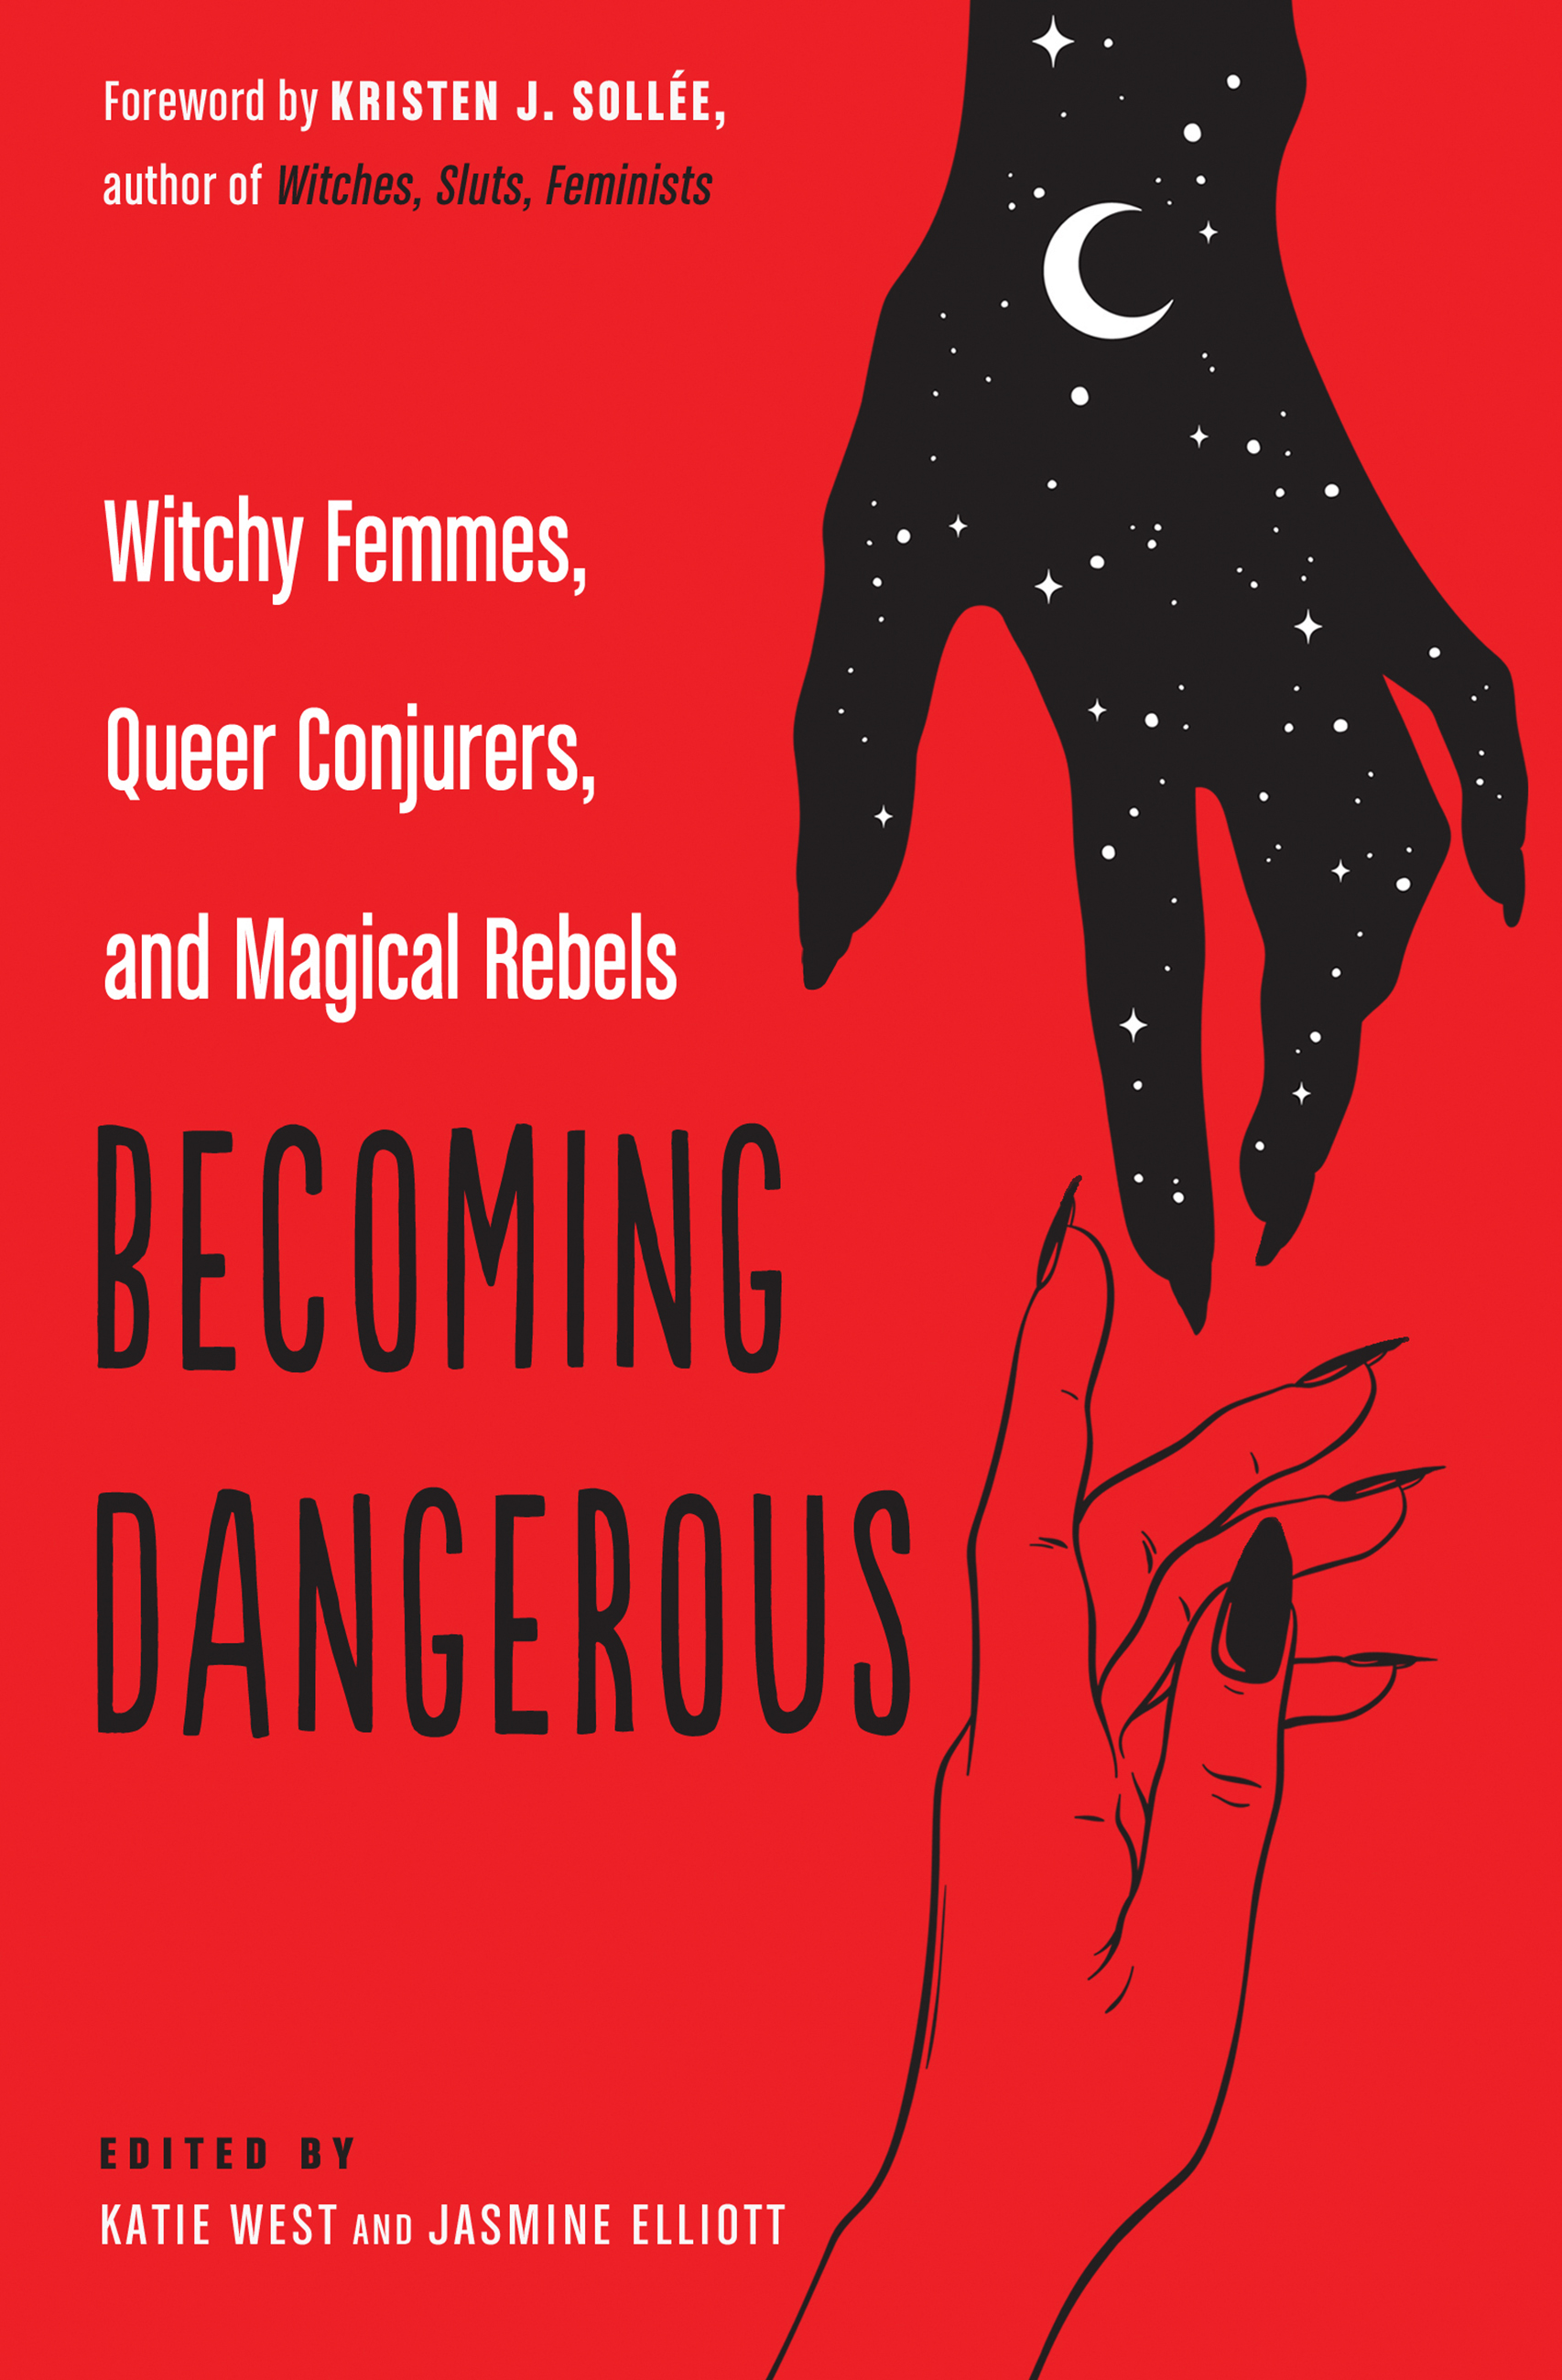 Foreword by KRISTEN J. SOLLÉE,
author of Witches, Sluts, Feminists
Witchy Femmes,
Queer Conjurers,
and Magical Rebels
BECOMING
DANGEROUS
EDITED BY
KATIE WEST AND JASMINE ELLIOTT